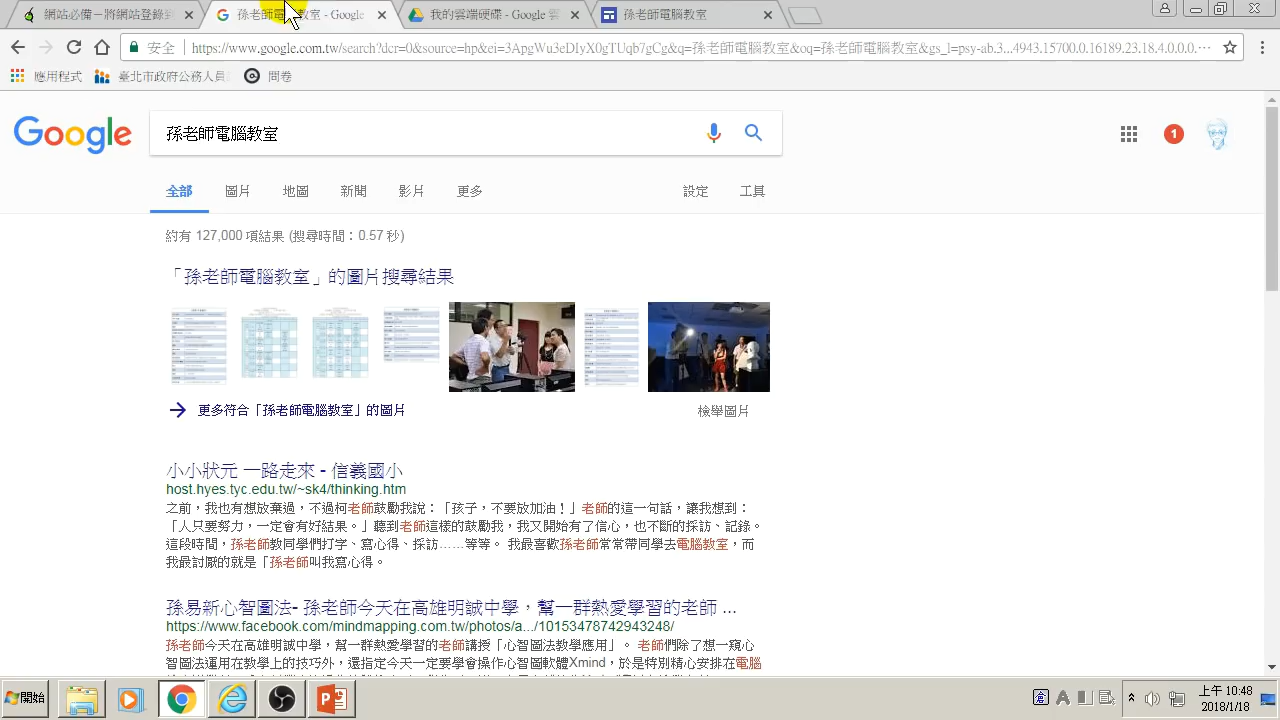 網站必備－將網站登錄到
孫老師電腦教室 - Google
我的雲端硬碟 - Google 雲
孫老師電腦教室
安全
https://www.google.com.tw/search?dcr=0&source=hp&ei=3ApgWu3eDIyX0gTUqb7gCg&q=孫老師電腦教室&oq=孫老師電腦教室&gs_l=psy-ab.3...4943.15700.0.16189.23.18.4.0.0.0.…
應用程式
臺北市政府公務人員
問卷
Google
孫老師電腦教室
1
全部 圖片 地圖 新聞 影片 更多 設定 工具
約有 127,000 項結果 (搜尋時間：0.57 秒)
「孫老師電腦教室」的圖片搜尋結果
更多符合「孫老師電腦教室」的圖片
檢舉圖片
小小狀元 一路走來 - 信義國小
host.hyes.tyc.edu.tw/~sk4/thinking.htm
之前，我也有想放棄過，不過柯老師鼓勵我說：「孩子，不要放加油！」老師的這一句話，讓我想到：
「人只要努力，一定會有好結果。」聽到老師這樣的鼓勵我，我又開始有了信心，也不斷的採訪、記錄。
這段時間，孫老師教同學們打字、寫心得、採訪……等等。 我最喜歡孫老師常常帶同學去電腦教室，而
我最討厭的就是「孫老師叫我寫心得。
孫易新心智圖法- 孫老師今天在高雄明誠中學，幫一群熱愛學習的老師 ...
https://www.facebook.com/mindmapping.com.tw/photos/a.../10153478742943248/
孫老師今天在高雄明誠中學，幫一群熱愛學習的老師講授「心智圖法教學應用」。 老師們除了想一窺心
智圖法運用在教學上的技巧外，還指定今天一定要學會操作心智圖軟體Xmind，於是特別精心安排在電腦
開始
上午 10:48
2018/1/18